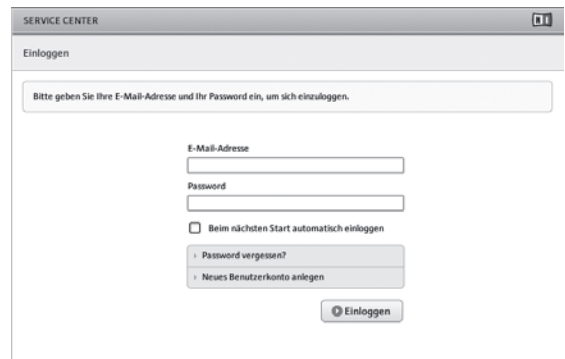 SERVICE CENTER
Einloggen
Bitte geben Sie Ihre E-Mail-Adresse und Ihr Password ein, um sich einzuloggen.
E-Mail-Adresse
Password
Beim nächsten Start automatisch einloggen
Password vergessen?
Neues Benutzerkonto anlegen
Einloggen